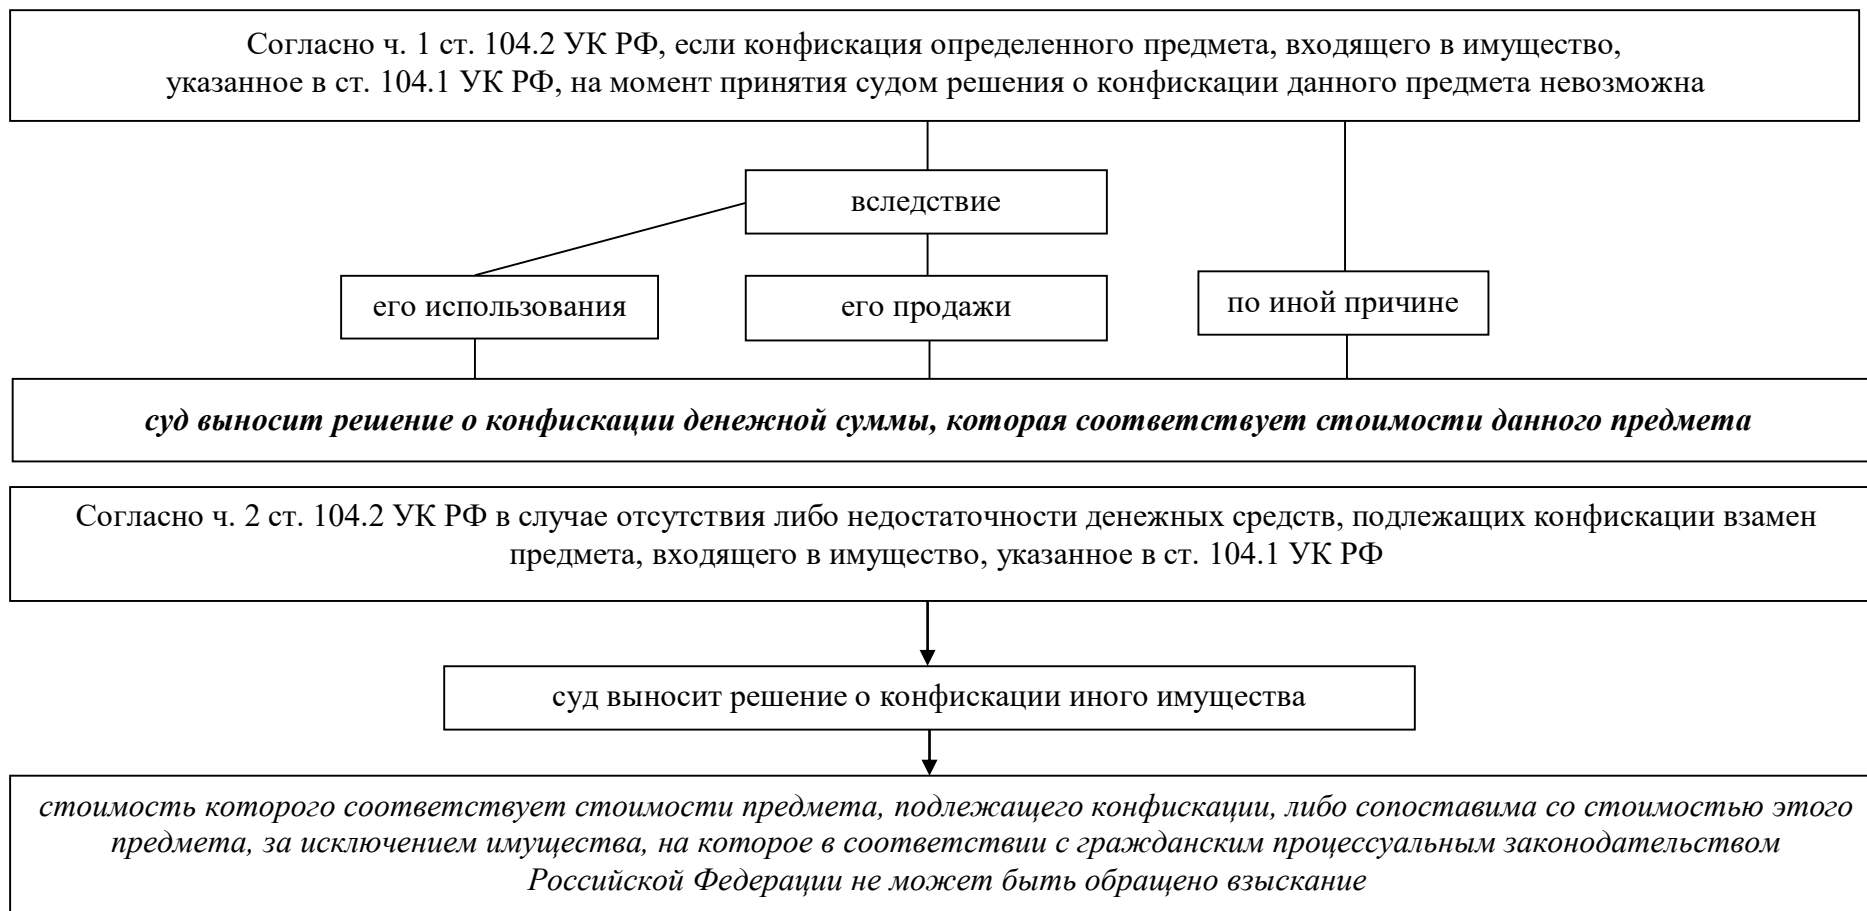 Согласно ч. 1 ст. 104.2 УК РФ, если конфискация определенного предмета, входящего в имущество,
указанное в ст. 104.1 УК РФ, на момент принятия судом решения о конфискации данного предмета невозможна
вследствие
его использования
его продажи
по иной причине
суд выносит решение о конфискации денежной суммы, которая соответствует стоимости данного предмета
Согласно ч. 2 ст. 104.2 УК РФ в случае отсутствия либо недостаточности денежных средств, подлежащих конфискации взамен
предмета, входящего в имущество, указанное в ст. 104.1 УК РФ
суд выносит решение о конфискации иного имущества
стоимость которого соответствует стоимости предмета, подлежащего конфискации, либо сопоставима со стоимостью этого
предмета, за исключением имущества, на которое в соответствии с гражданским процессуальным законодательством
Российской Федерации не может быть обращено взыскание